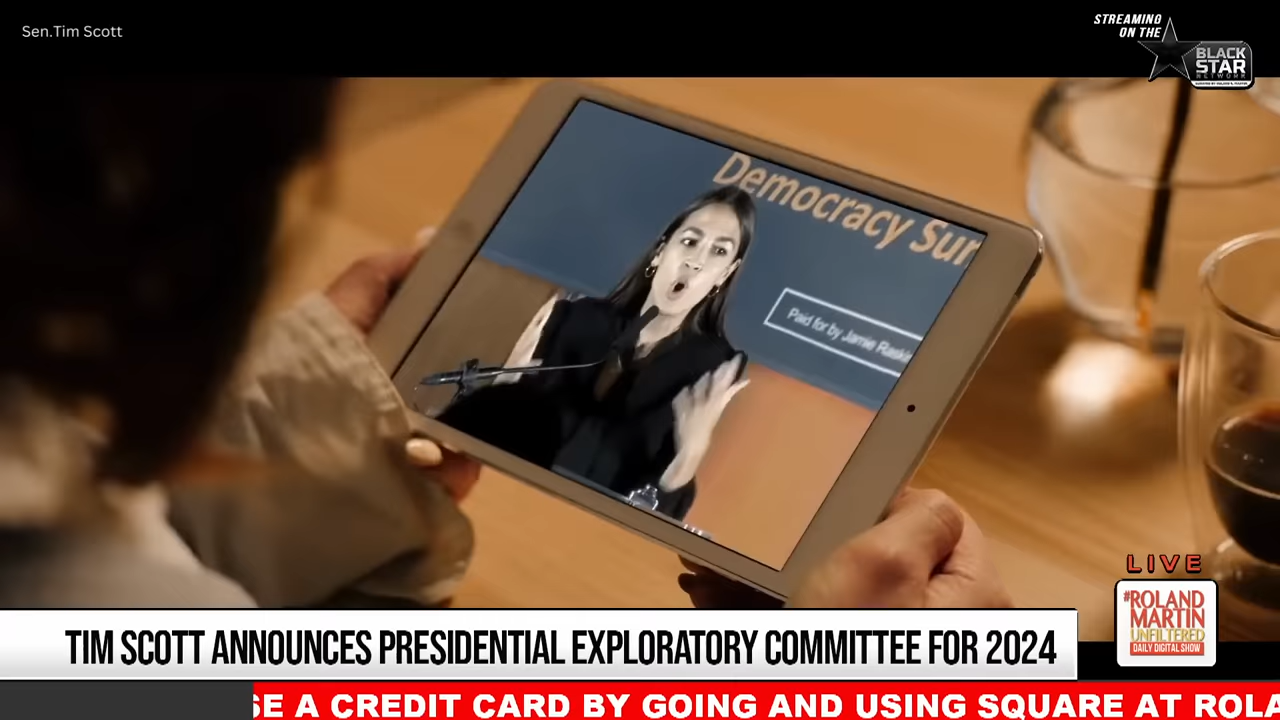 Sen.Tim Scott
STREAMING
ON THE
BLACK
STAR
NETWORK
Democracy Sum
Paid for by Jamie Raskin
LIVE
#ROLAND
MARTIN
UNFILTERED
DAILY DIGITAL SHOW
TIM SCOTT ANNOUNCES PRESIDENTIAL EXPLORATORY COMMITTEE FOR 2024
SE A CREDIT CARD BY GOING AND USING SQUARE AT ROLA